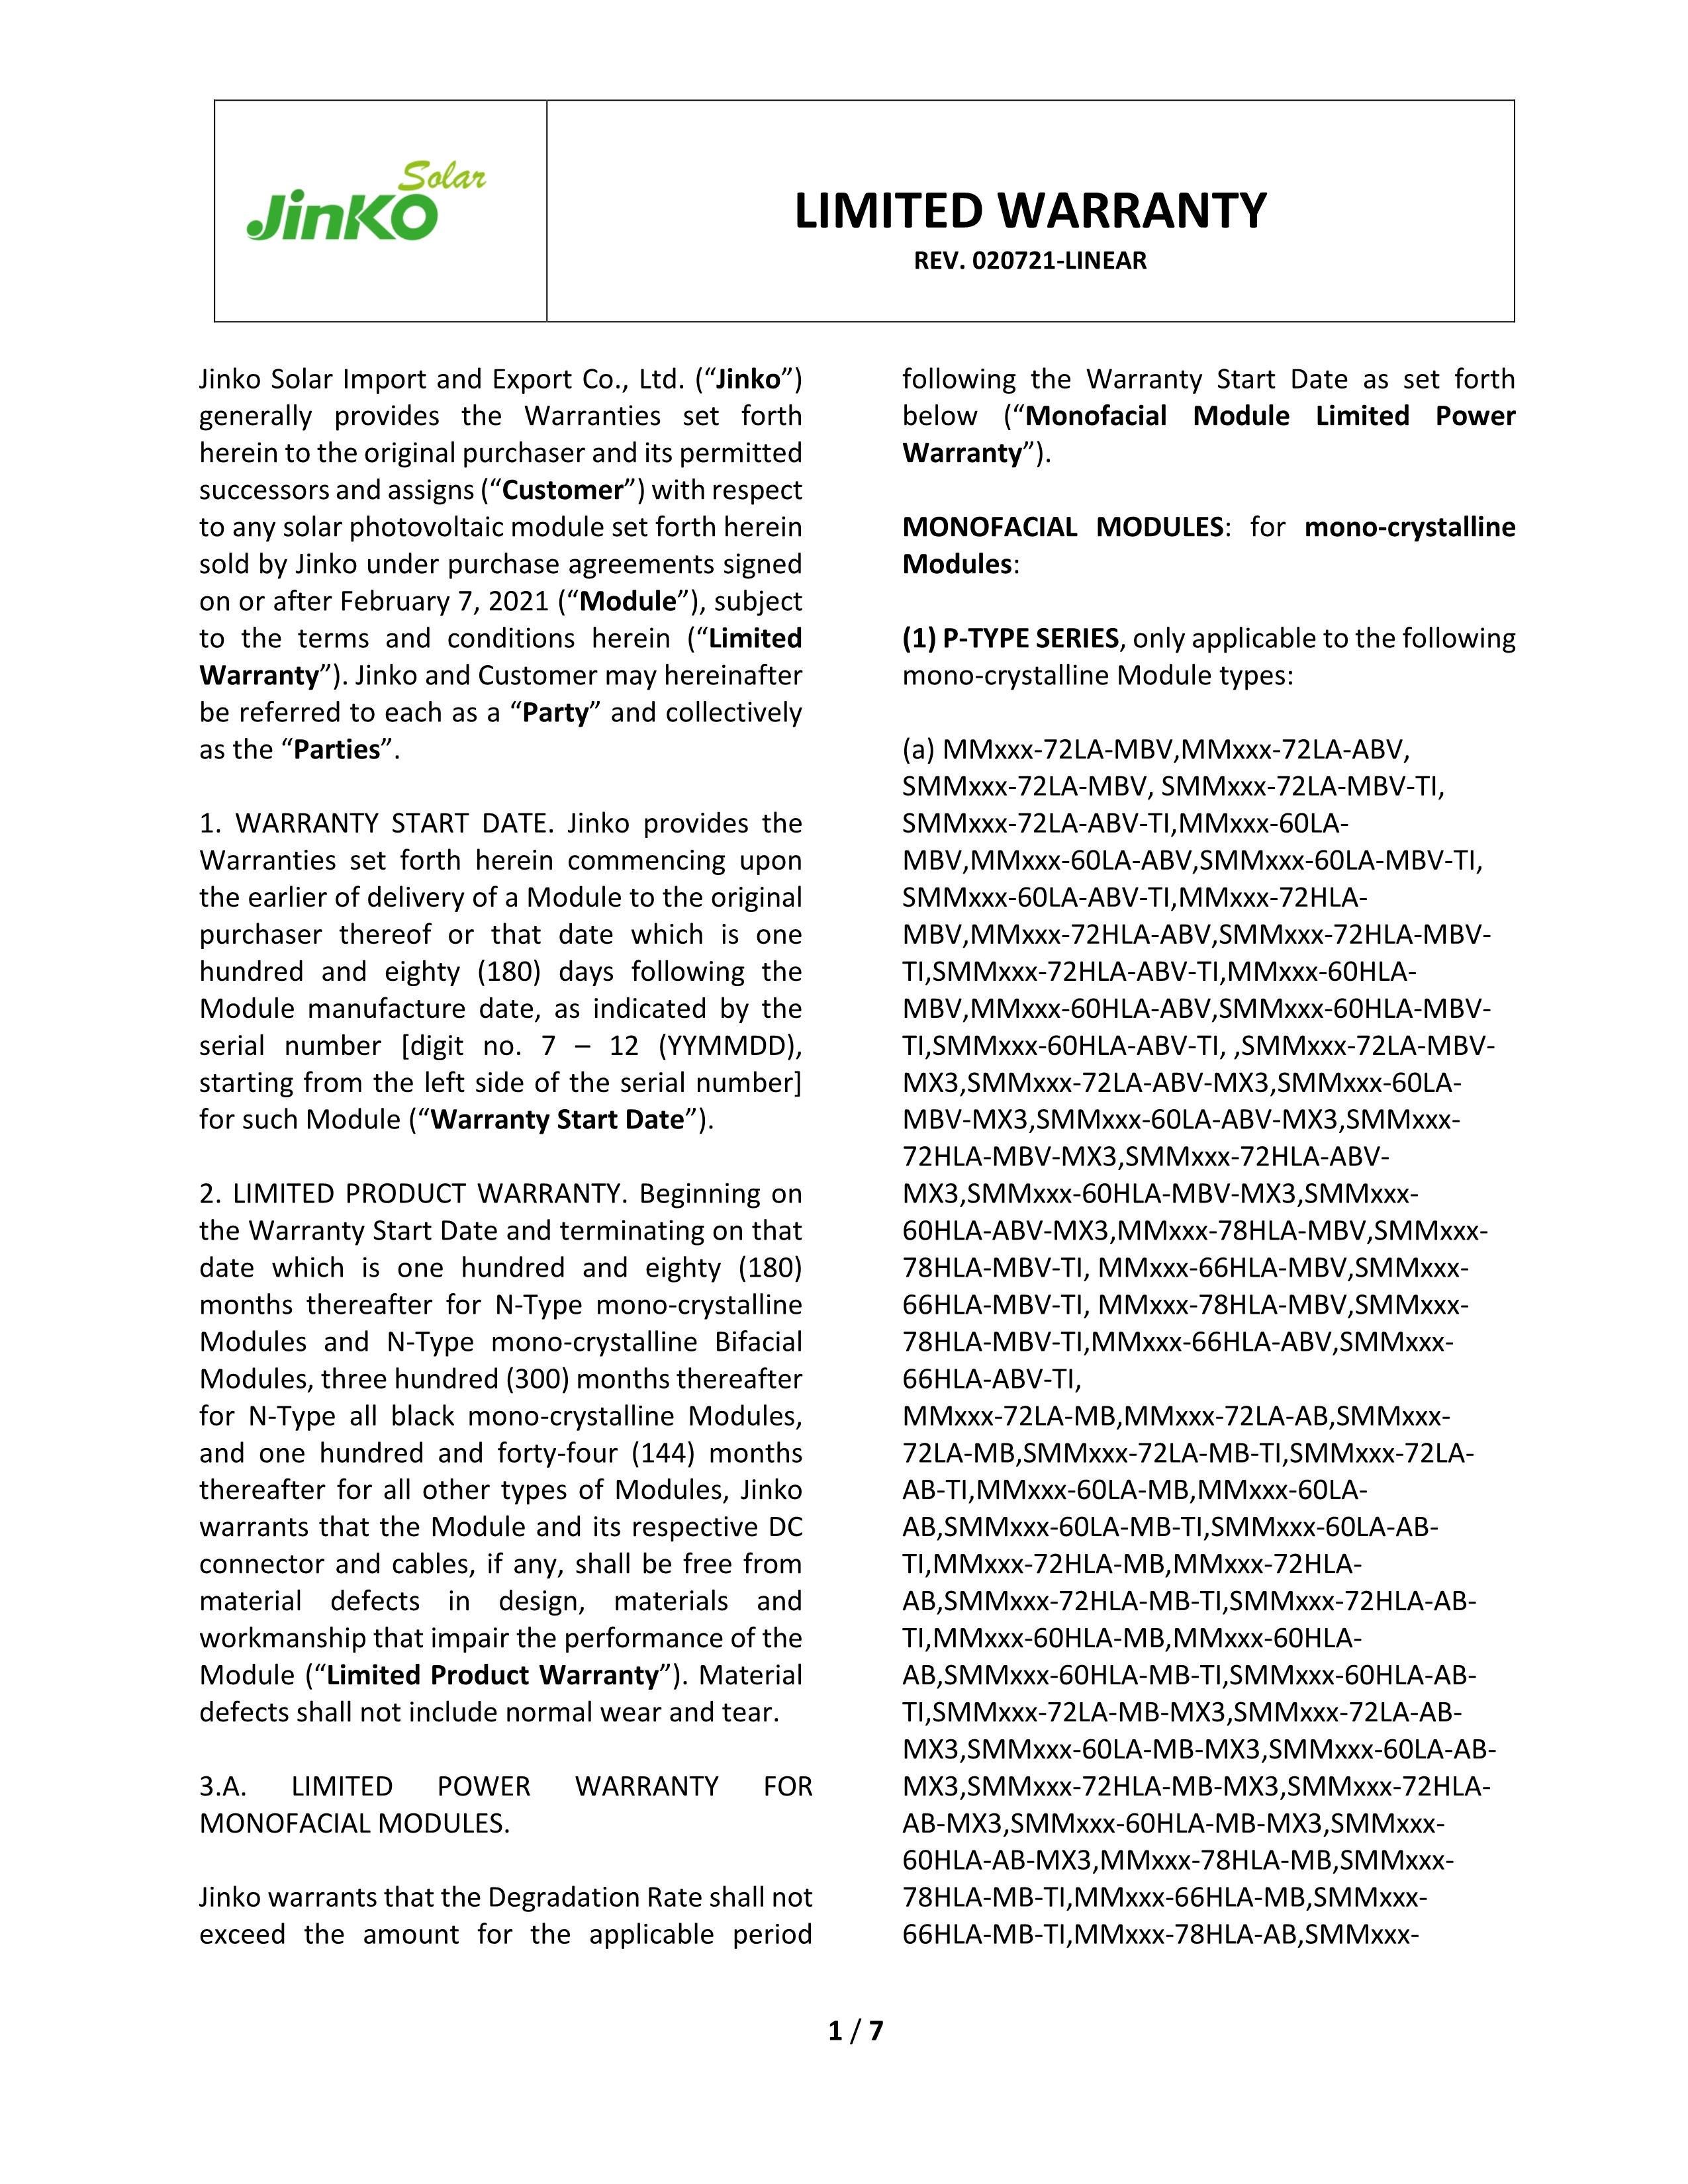 Solar
JinKO
LIMITED WARRANTY
REV. 020721-LINEAR
Jinko Solar Import and Export Co., Ltd. (“Jinko”)
generally provides the Warranties set forth
herein to the original purchaser and its permitted
successors and assigns (“Customer”) with respect
to any solar photovoltaic module set forth herein
sold by Jinko under purchase agreements signed
on or after February 7, 2021 (“Module”), subject
to the terms and conditions herein (“Limited
Warranty”). Jinko and Customer may hereinafter
be referred to each as a “Party” and collectively
as the “Parties”.
1. WARRANTY START DATE. Jinko provides the
Warranties set forth herein commencing upon
the earlier of delivery of a Module to the original
purchaser thereof or that date which is one
hundred and eighty (180) days following the
Module manufacture date, as indicated by the
serial number [digit no. 7 – 12 (YYMMDD),
starting from the left side of the serial number]
for such Module (“Warranty Start Date”).
2. LIMITED PRODUCT WARRANTY. Beginning on
the Warranty Start Date and terminating on that
date which is one hundred and eighty (180)
months thereafter for N-Type mono-crystalline
Modules and N-Type mono-crystalline Bifacial
Modules, three hundred (300) months thereafter
for N-Type all black mono-crystalline Modules,
and one hundred and forty-four (144) months
thereafter for all other types of Modules, Jinko
warrants that the Module and its respective DC
connector and cables, if any, shall be free from
material defects in design, materials and
workmanship that impair the performance of the
Module (“Limited Product Warranty”). Material
defects shall not include normal wear and tear.
3.A. LIMITED POWER WARRANTY FOR
MONOFACIAL MODULES.
Jinko warrants that the Degradation Rate shall not
exceed the amount for the applicable period
following the Warranty Start Date as set forth
below (“Monofacial Module Limited Power
Warranty”).
MONOFACIAL MODULES: for mono-crystalline
Modules:
(1) P-TYPE SERIES, only applicable to the following
mono-crystalline Module types:
(a) MMxxx-72LA-MBV,MMxxx-72LA-ABV,
SMMxxx-72LA-MBV, SMMxxx-72LA-MBV-TI,
SMMxxx-72LA-ABV-TI,MMxxx-60LA-
MBV,MMxxx-60LA-ABV,SMMxxx-60LA-MBV-TI,
SMMxxx-60LA-ABV-TI,MMxxx-72HLA-
MBV,MMxxx-72HLA-ABV,SMMxxx-72HLA-MBV-
TI,SMMxxx-72HLA-ABV-TI,MMxxx-60HLA-
MBV,MMxxx-60HLA-ABV,SMMxxx-60HLA-MBV-
TI,SMMxxx-60HLA-ABV-TI, ,SMMxxx-72LA-MBV-
MX3,SMMxxx-72LA-ABV-MX3,SMMxxx-60LA-
MBV-MX3,SMMxxx-60LA-ABV-MX3,SMMxxx-
72HLA-MBV-MX3,SMMxxx-72HLA-ABV-
MX3,SMMxxx-60HLA-MBV-MX3,SMMxxx-
60HLA-ABV-MX3,MMxxx-78HLA-MBV,SMMxxx-
78HLA-MBV-TI, MMxxx-66HLA-MBV,SMMxxx-
66HLA-MBV-TI, MMxxx-78HLA-MBV,SMMxxx-
78HLA-MBV-TI,MMxxx-66HLA-ABV,SMMxxx-
66HLA-ABV-TI,
MMxxx-72LA-MB,MMxxx-72LA-AB,SMMxxx-
72LA-MB,SMMxxx-72LA-MB-TI,SMMxxx-72LA-
AB-TI,MMxxx-60LA-MB,MMxxx-60LA-
AB,SMMxxx-60LA-MB-TI,SMMxxx-60LA-AB-
TI,MMxxx-72HLA-MB,MMxxx-72HLA-
AB,SMMxxx-72HLA-MB-TI,SMMxxx-72HLA-AB-
TI,MMxxx-60HLA-MB,MMxxx-60HLA-
AB,SMMxxx-60HLA-MB-TI,SMMxxx-60HLA-AB-
TI,SMMxxx-72LA-MB-MX3,SMMxxx-72LA-AB-
MX3,SMMxxx-60LA-MB-MX3,SMMxxx-60LA-AB-
MX3,SMMxxx-72HLA-MB-MX3,SMMxxx-72HLA-
AB-MX3,SMMxxx-60HLA-MB-MX3,SMMxxx-
60HLA-AB-MX3,MMxxx-78HLA-MB,SMMxxx-
78HLA-MB-TI,MMxxx-66HLA-MB,SMMxxx-
66HLA-MB-TI,MMxxx-78HLA-AB,SMMxxx-
1 / 7